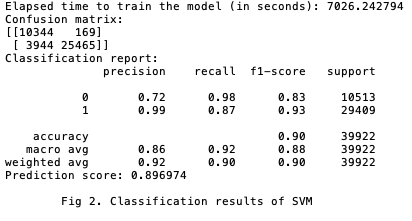 Elapsed time to train the model (in seconds): 7026.242794
Confusion matrix:
[[10344   169]
 [ 3944 25465]]
Classification report:
              precision    recall  f1-score   support

           0       0.72      0.98      0.83     10513
           1       0.99      0.87      0.93     29409

    accuracy                           0.90     39922
   macro avg       0.86      0.92      0.88     39922
weighted avg       0.92      0.90      0.90     39922
Prediction score: 0.896974
Fig 2. Classification results of SVM